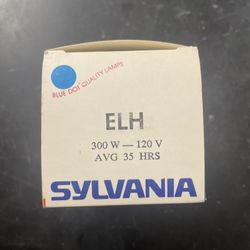 BLUE DOT QUALITY LAMPS
ELH
300 W — 120 V
AVG 35 HRS
SYLVANIA